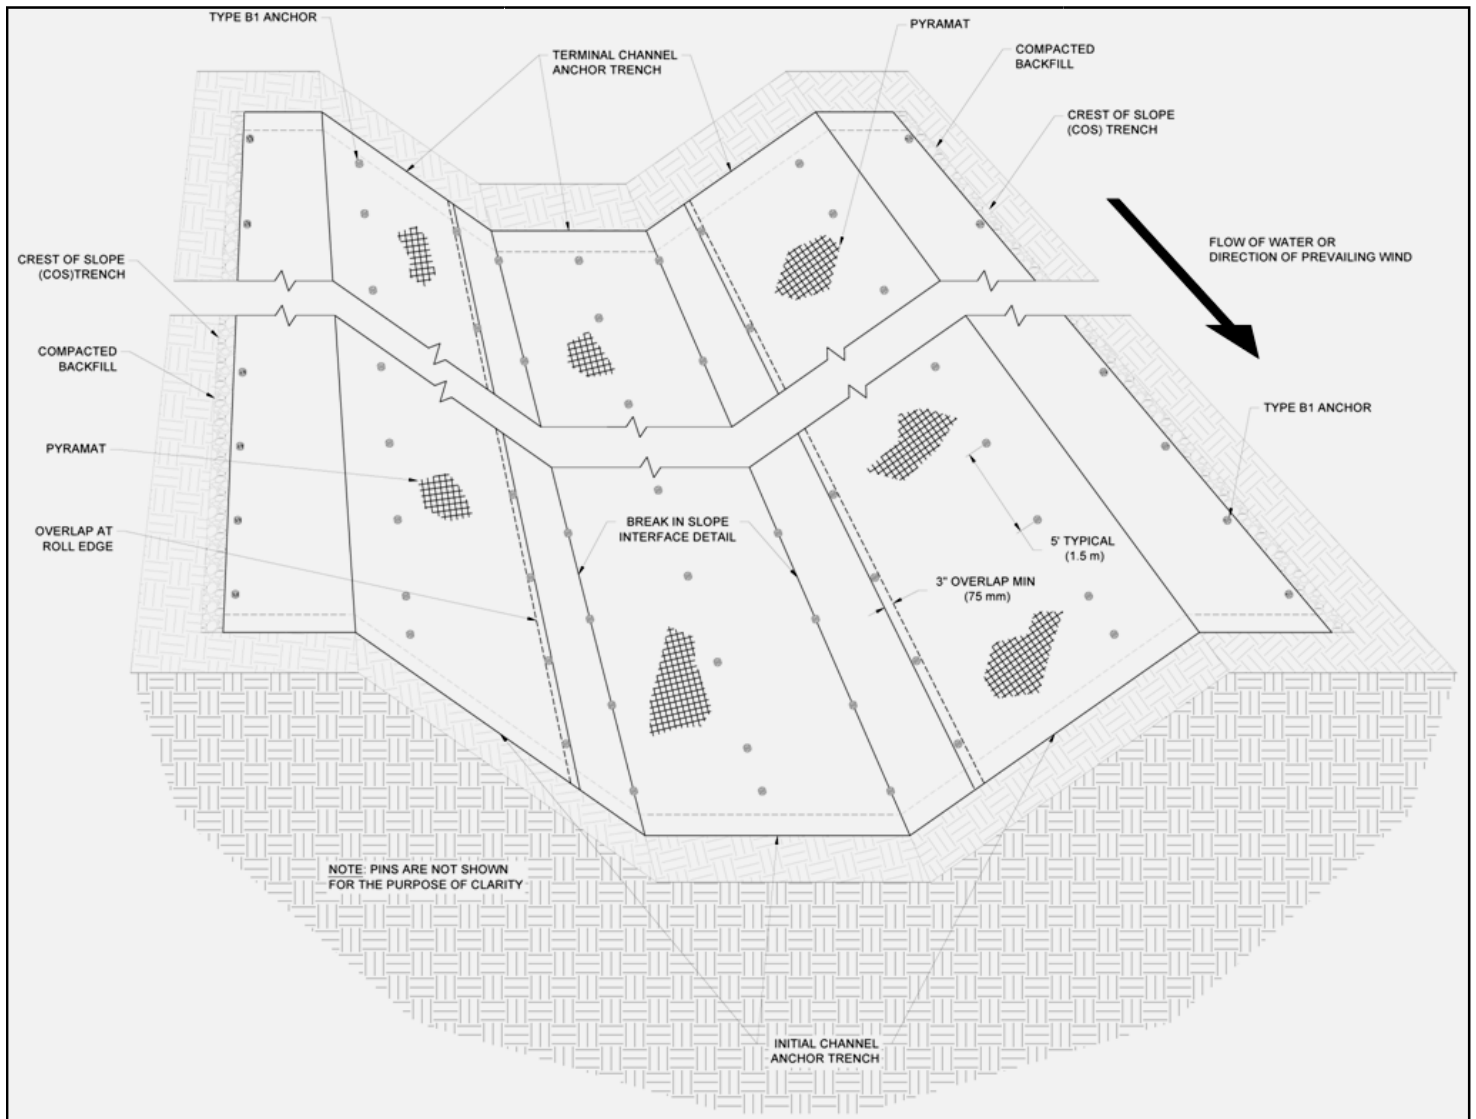 TYPE B1 ANCHOR
PYRAMAT
TERMINAL CHANNEL
ANCHOR TRENCH
COMPACTED
BACKFILL
CREST OF SLOPE
(COS) TRENCH
FLOW OF WATER OR
DIRECTION OF PREVAILING WIND
CREST OF SLOPE
(COS)TRENCH
COMPACTED
BACKFILL
TYPE B1 ANCHOR
PYRAMAT
OVERLAP AT
ROLL EDGE
BREAK IN SLOPE
INTERFACE DETAIL
5' TYPICAL
(1.5 m)
3" OVERLAP MIN
(75 mm)
NOTE: PINS ARE NOT SHOWN
FOR THE PURPOSE OF CLARITY
INITIAL CHANNEL
ANCHOR TRENCH